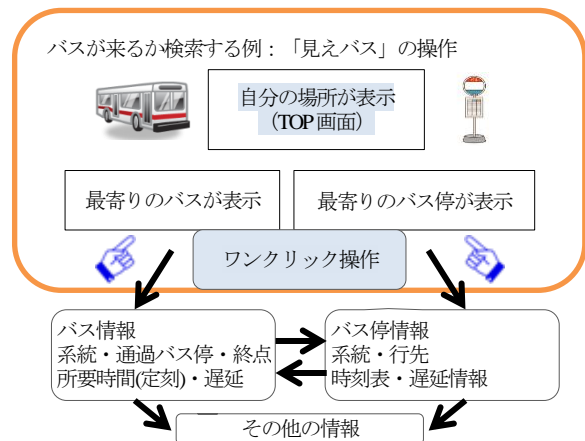 バスが来るか検索する例：「見えバス」の操作
自分の場所が表示
（TOP画面）
最寄りのバスが表示
最寄りのバス停が表示
ワンクリック操作
バス情報
系統・通過バス停・終点
所要時間(定刻)・遅延
バス停情報
系統・行先
時刻表・遅延情報
その他の情報